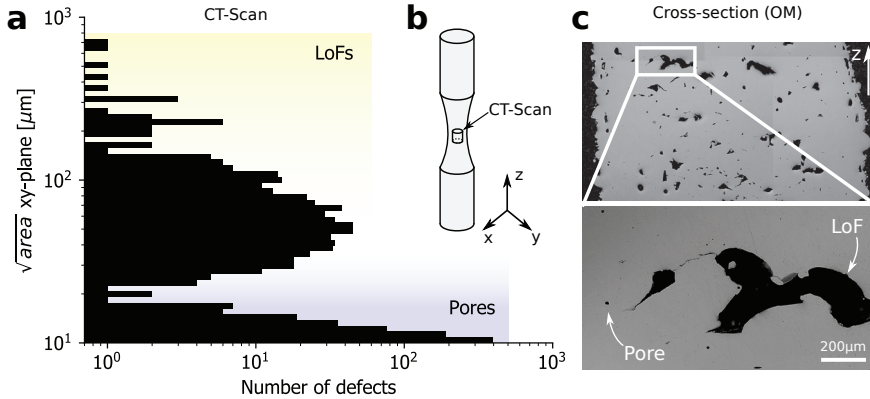 a
CT-Scan
b
c
Cross-section (OM)
10³
10²
10¹
√area xy-plane [μm]
LoFs
Pores
10⁰
10¹
10²
10³
Number of defects
CT-Scan
z
x
y
Z
LoF
Pore
200μm